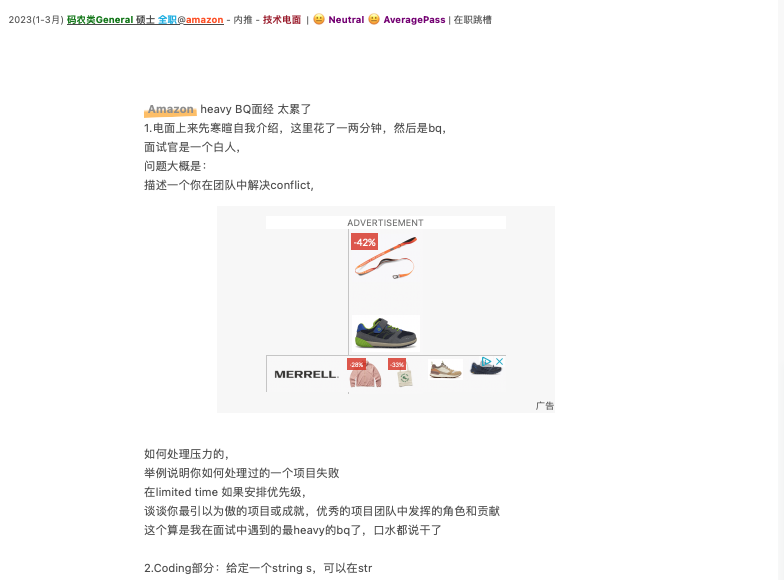 2023(1-3月) 码农类General 硕士 全职@amazon - 内推 - 技术电面 | 😐 Neutral 😐 AveragePass | 在职跳槽
Amazon heavy BQ面经 太累了
1.电面上来先寒暄自我介绍，这里花了一两分钟，然后是bq，
面试官是一个白人，
问题大概是：
描述一个你在团队中解决conflict,
ADVERTISEMENT
-42%
MERRELL.
-28%
-33%
广告
如何处理压力的，
举例说明你如何处理过的一个项目失败
在limited time 如果安排优先级，
谈谈你最引以为傲的项目或成就，优秀的项目团队中发挥的角色和贡献
这个算是我在面试中遇到的最heavy的bq了，口水都说干了
2.Coding部分：给定一个string s，可以在str